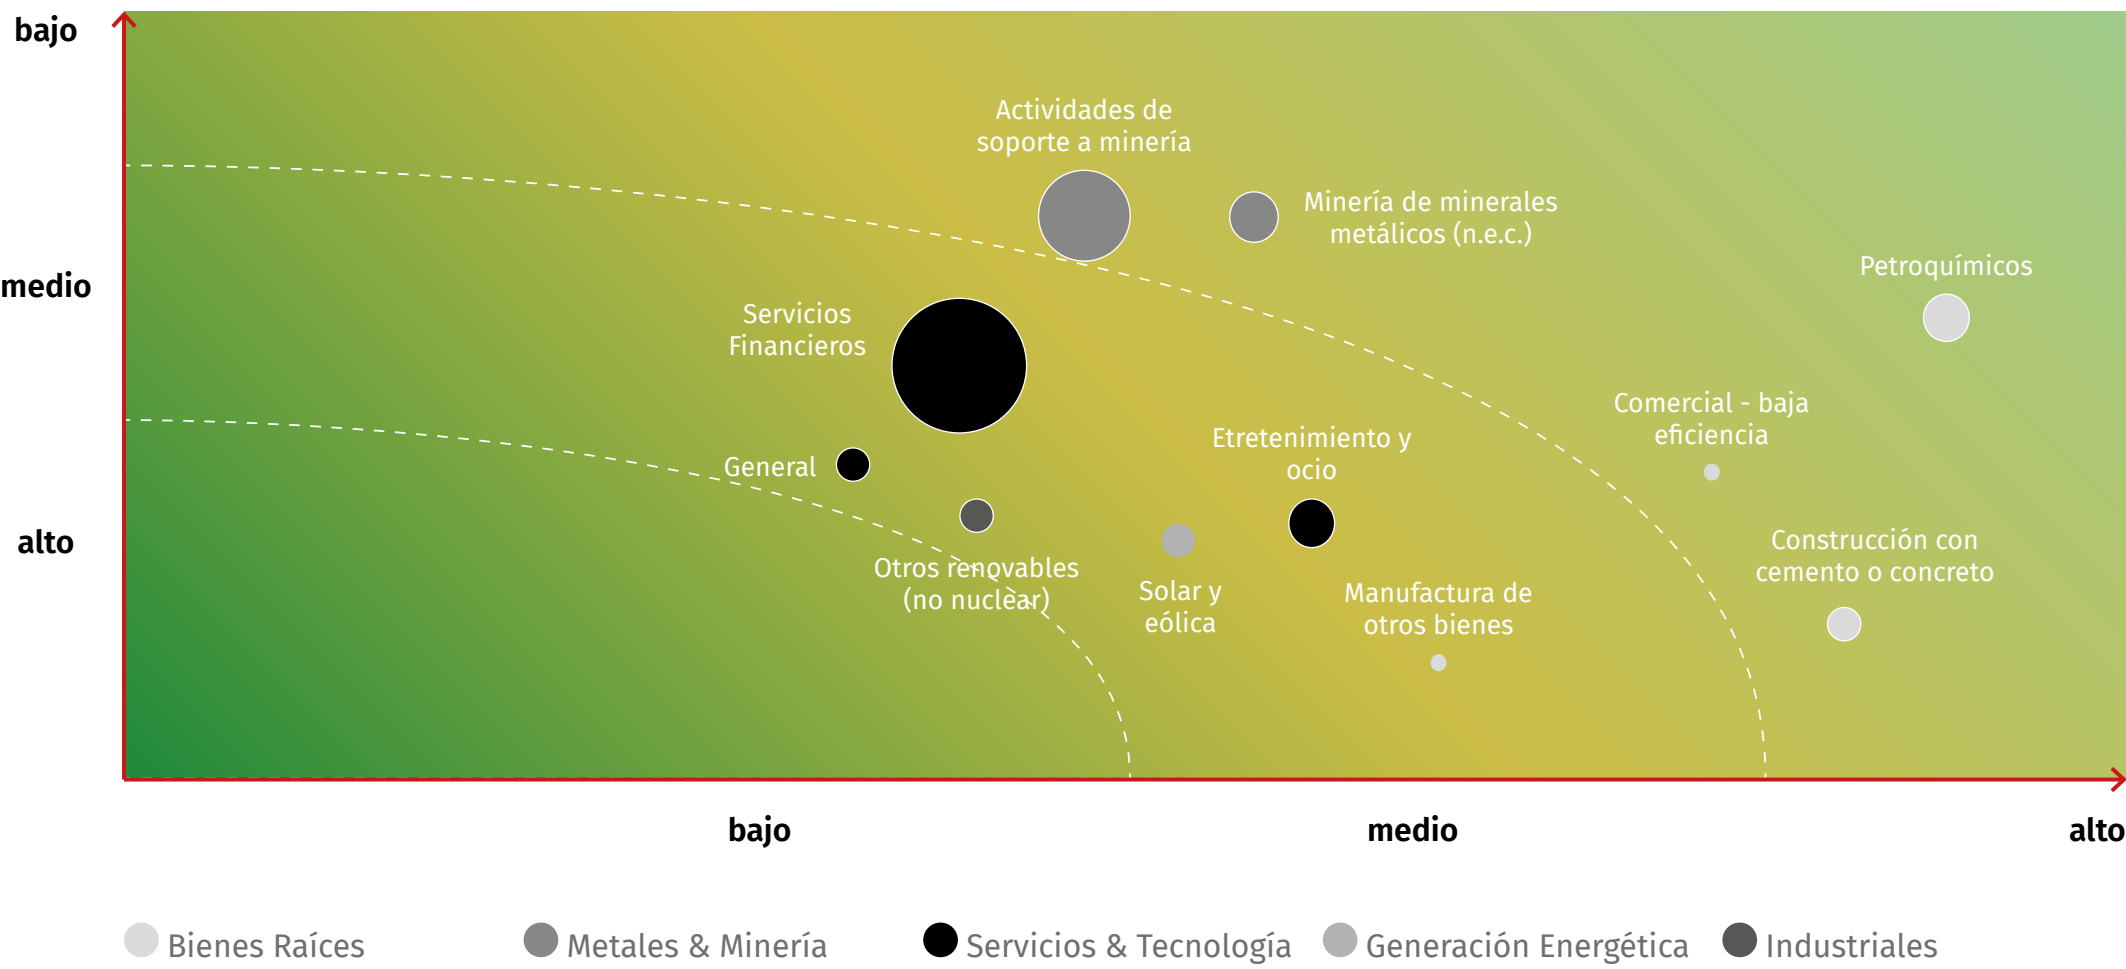 bajo
medio
alto
Actividades de
soporte a minería
Minería de minerales
metálicos (n.e.c.)
Petroquímicos
Servicios
Financieros
Comercial - baja
eficiencia
Etretenimiento y
ocio
General
Construcción con
cemento o concreto
Otros renovables
(no nuclear)
Solar y
eólica
Manufactura de
otros bienes
bajo
medio
alto
Bienes Raíces
Metales & Minería
Servicios & Tecnología
Generación Energética
Industriales